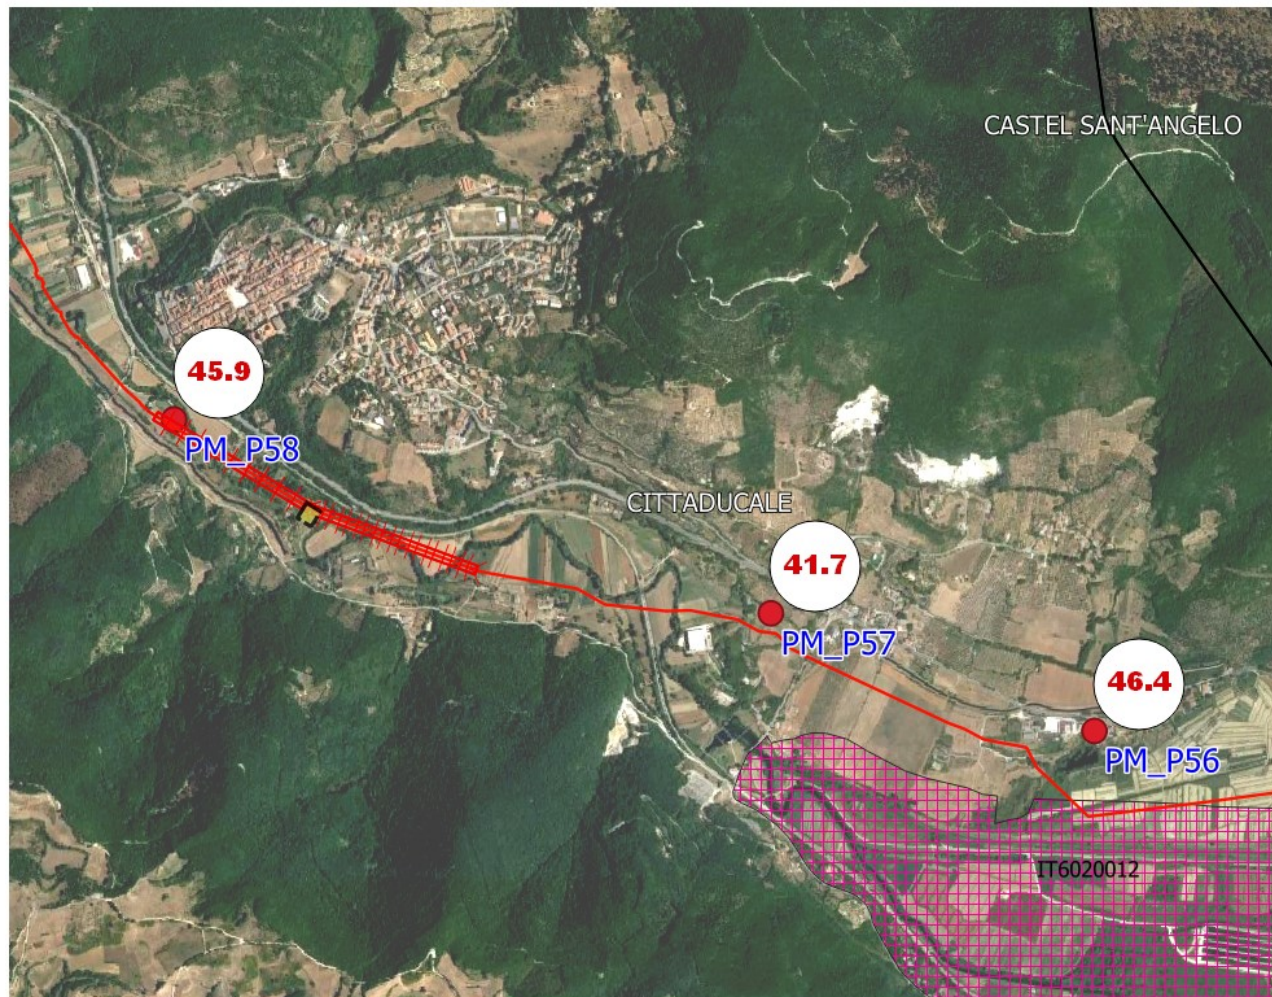 CASTEL SANT'ANGELO
45.9
PM_P58
CITTADUCALE
41.7
PM_P57
46.4
PM_P56
IT6020012